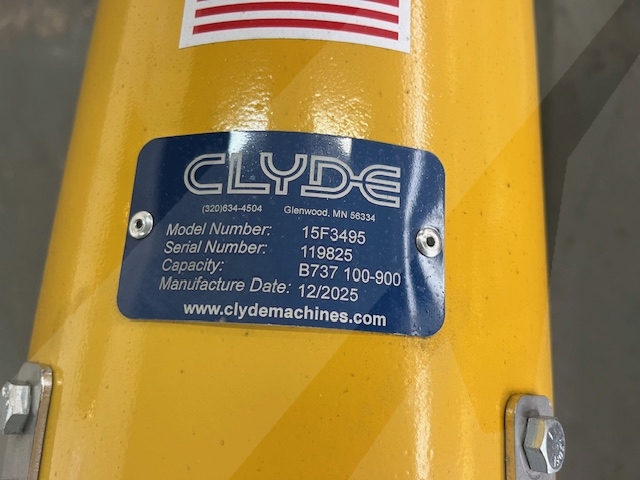 CLYDE
(320)634-4504 Glenwood, MN 56334
Model Number: 15F3495
Serial Number: 119825
Capacity: B737 100-900
Manufacture Date: 12/2025
www.clydemachines.com